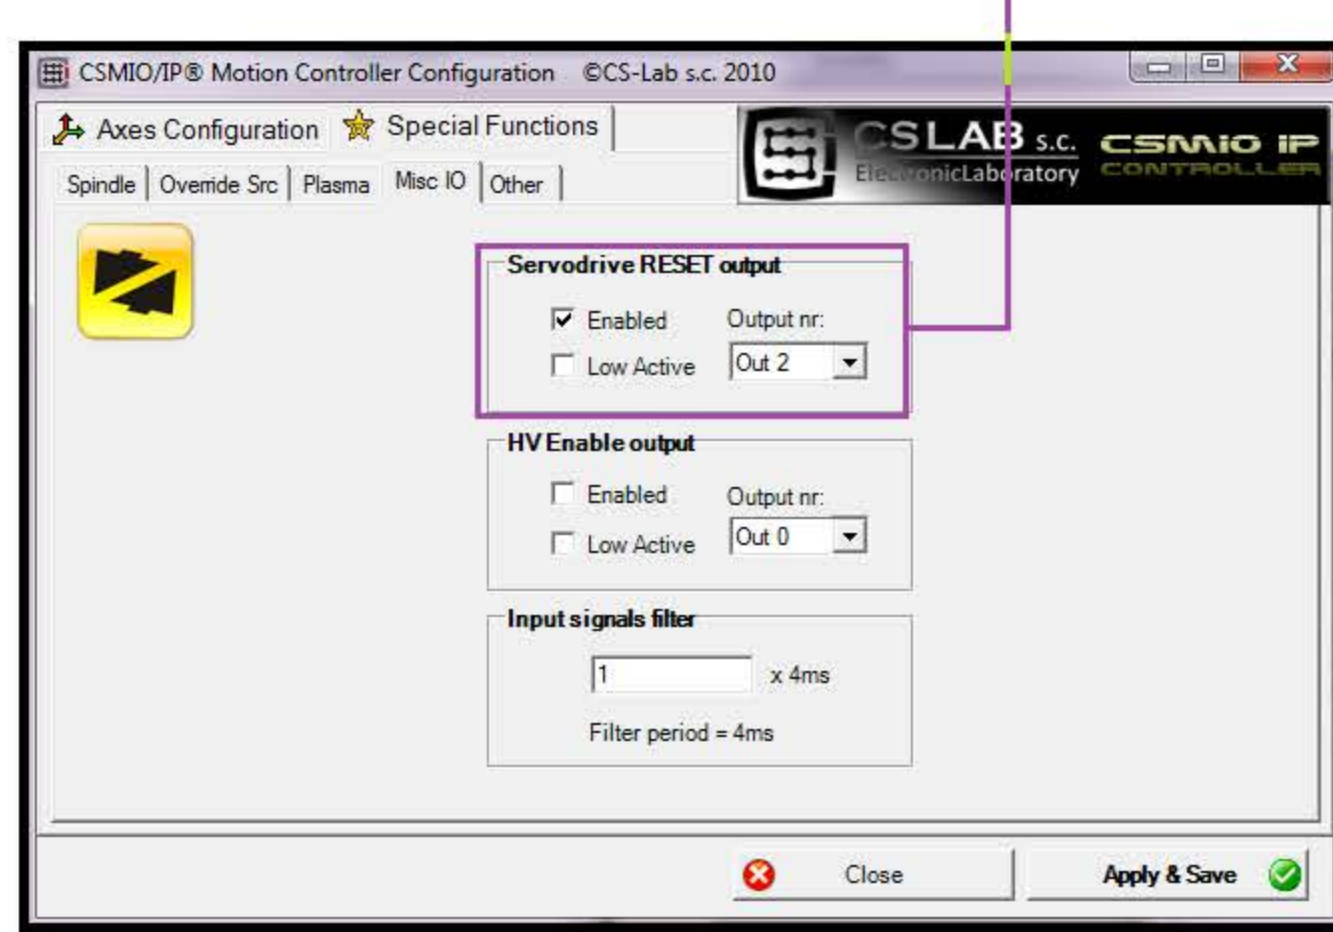 CSMIO/IP® Motion Controller Configuration ©CS-Lab s.c. 2010
Axes Configuration Special Functions
CSLAB s.c.
ElectronicLaboratory
CSMIO IP
CONTROLLER
Spindle Override Src Plasma Misc IO Other
Servodrive RESET output
Enabled Output nr:
Low Active Out 2
HV Enable output
Enabled Output nr:
Low Active Out 0
Input signals filter
1 x 4ms
Filter period = 4ms
Close Apply & Save